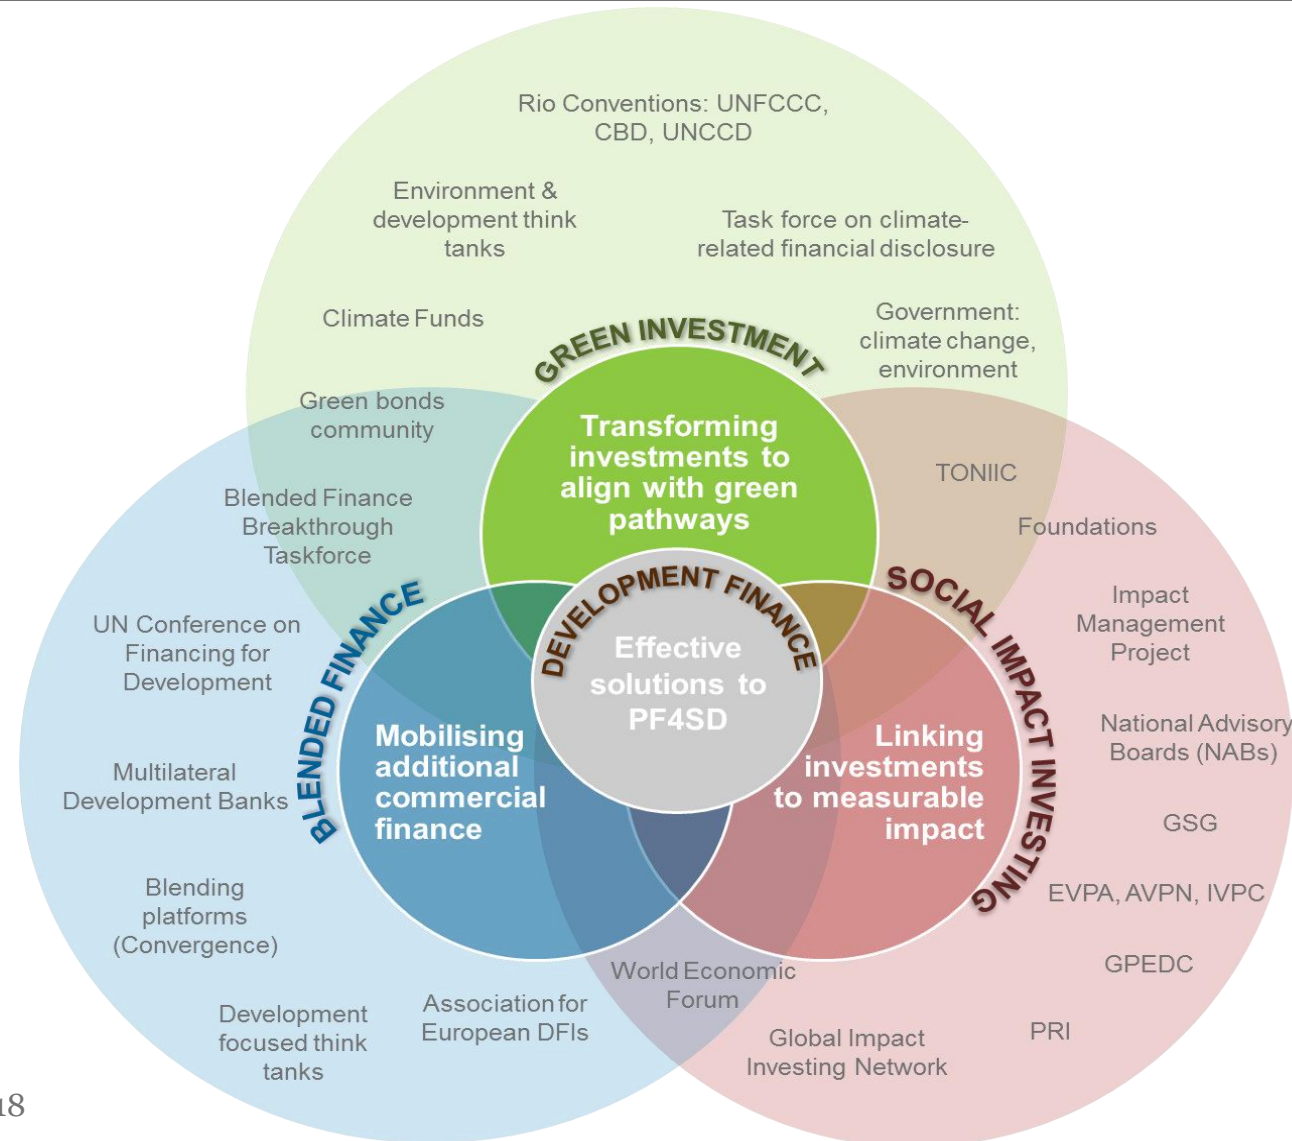 Rio Conventions: UNFCCC,
CBD, UNCCD
Environment &
development think
tanks
Task force on climate-
related financial disclosure
Climate Funds
Government:
climate change,
environment
GREEN INVESTMENT
Transforming
investments to
align with green
pathways
Green bonds
community
TONIIC
Blended Finance
Breakthrough
Taskforce
Foundations
DEVELOPMENT FINANCE
Effective
solutions to
PF4SD
BLENDED FINANCE
Mobilising
additional
commercial
finance
SOCIAL IMPACT INVESTING
Linking
investments
to measurable
impact
UN Conference on
Financing for
Development
Impact
Management
Project
Multilateral
Development Banks
National Advisory
Boards (NABs)
GSG
Blending
platforms
(Convergence)
EVPA, AVPN, IVPC
GPEDC
World Economic
Forum
Association for
European DFIs
Development
focused think
tanks
Global Impact
Investing Network
PRI
18